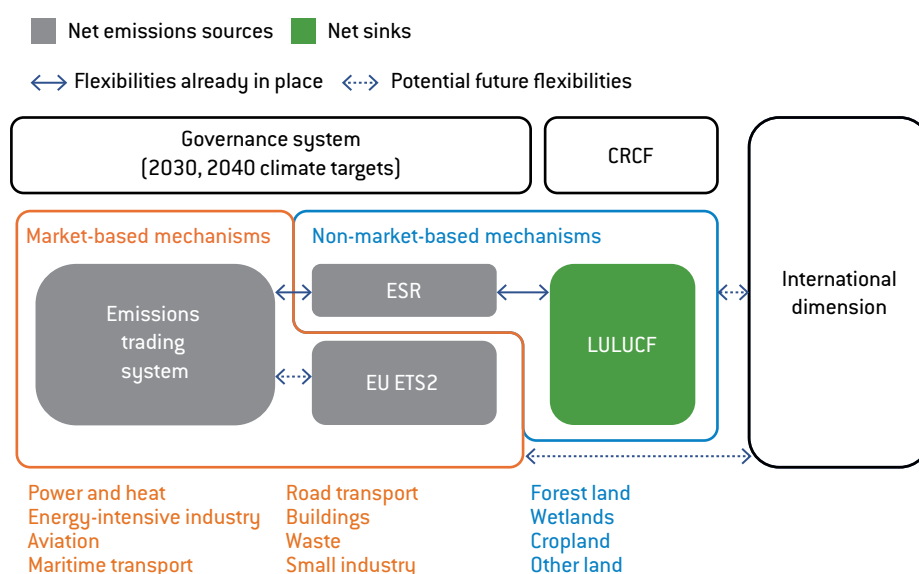 Net emissions sources
Net sinks
Flexibilities already in place
Potential future flexibilities
Governance system
(2030, 2040 climate targets)
CRCF
International
dimension
Market-based mechanisms
Non-market-based mechanisms
Emissions
trading
system
ESR
EU ETS2
LULUCF
Power and heat
Energy-intensive industry
Aviation
Maritime transport
Road transport
Buildings
Waste
Small industry
Forest land
Wetlands
Cropland
Other land